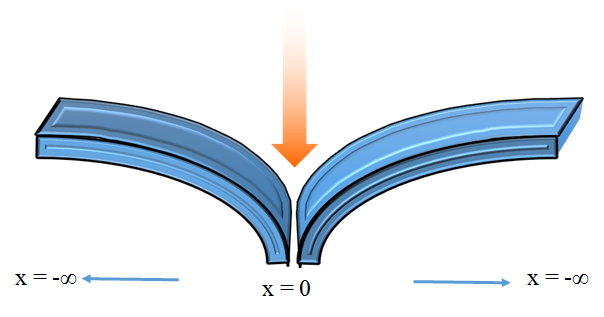 x = -∞
x = 0
x = -∞